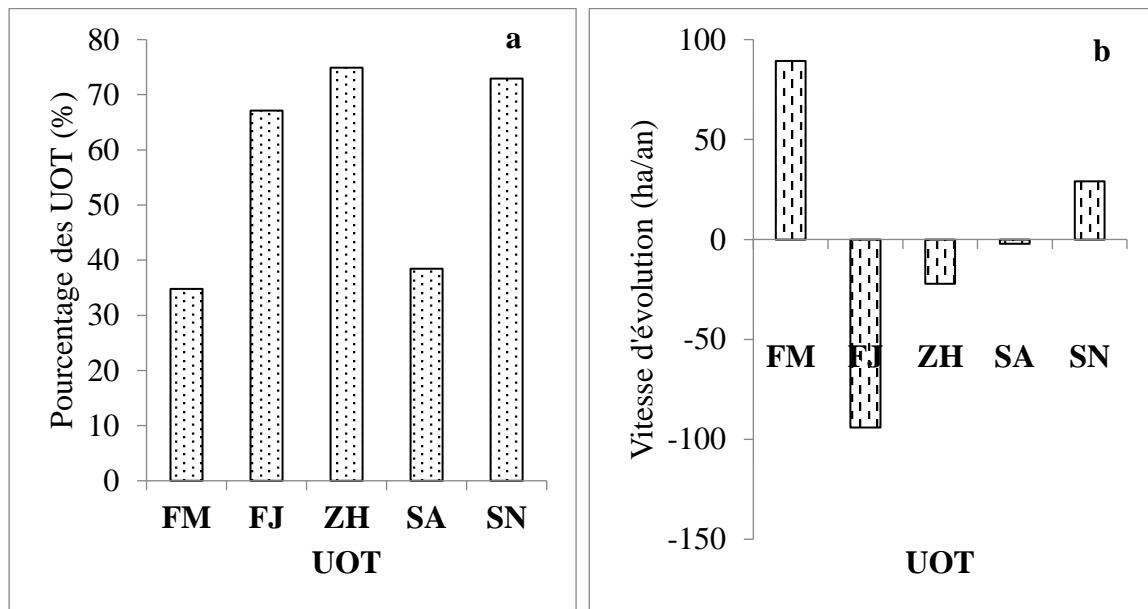 a
Pourcentage des UOT (%)
80
70
60
50
40
30
20
10
0
FM FJ ZH SA SN
UOT
b
Vitesse d'évolution (ha/an)
100
50
0
-50
-100
-150
FM FJ ZH SA SN
UOT